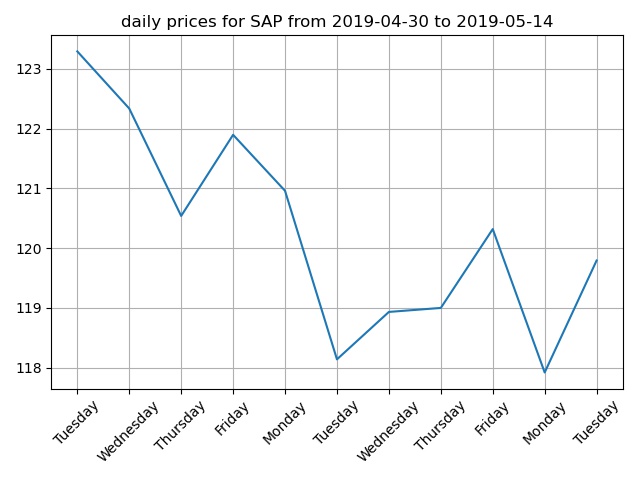 daily prices for SAP from 2019-04-30 to 2019-05-14
123
122
121
120
119
118
Tuesday
Wednesday
Thursday
Friday
Monday
Tuesday
Wednesday
Thursday
Friday
Monday
Tuesday